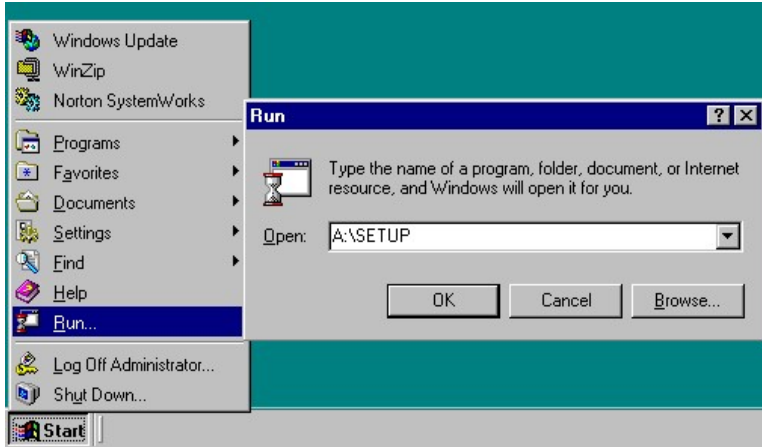 Windows Update
WinZip
Norton SystemWorks
Programs
Favorites
Documents
Settings
Find
Help
Run...
Log Off Administrator...
Shut Down...
Start
Run
Type the name of a program, folder, document, or Internet
resource, and Windows will open it for you.
Open: A:\SETUP
OK Cancel Browse...